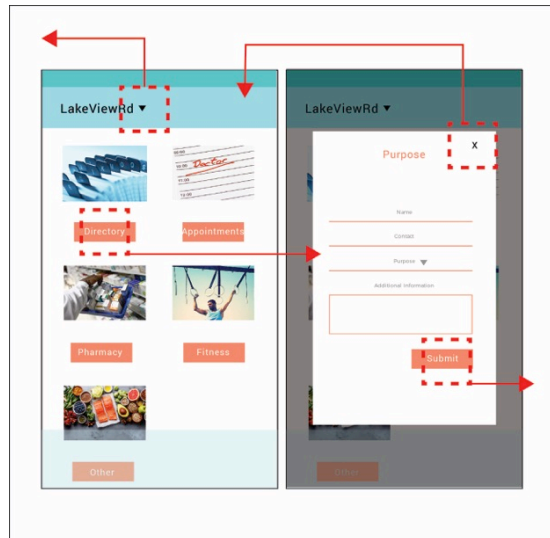 LakeViewRd ▼
Doctor
Directory
Appointments
Pharmacy
Fitness
Other
LakeViewRd ▼
Purpose
X
Name
Contact
Purpose ▼
Additional Information
Submit
Other